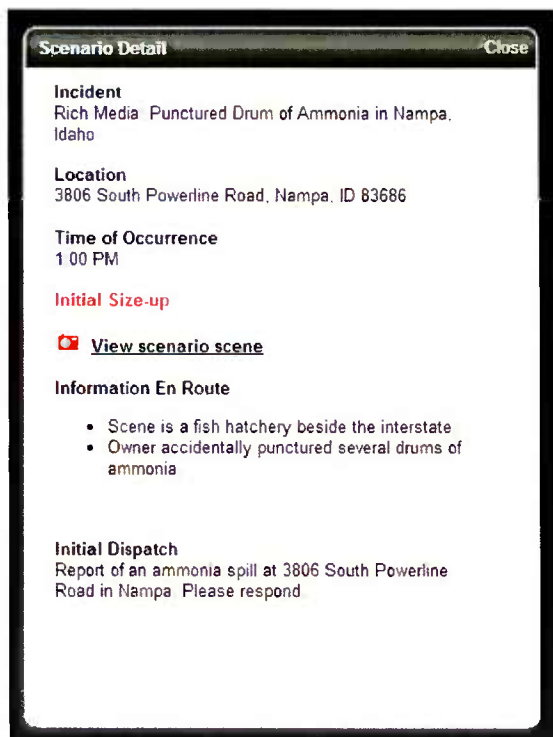 Scenario Detail Close
Incident
Rich Media Punctured Drum of Ammonia in Nampa,
Idaho
Location
3806 South Powerline Road, Nampa, ID 83686
Time of Occurrence
1 00 PM
Initial Size-up
View scenario scene
Information En Route
• Scene is a fish hatchery beside the interstate
• Owner accidentally punctured several drums of
ammonia
Initial Dispatch
Report of an ammonia spill at 3806 South Powerline
Road in Nampa Please respond